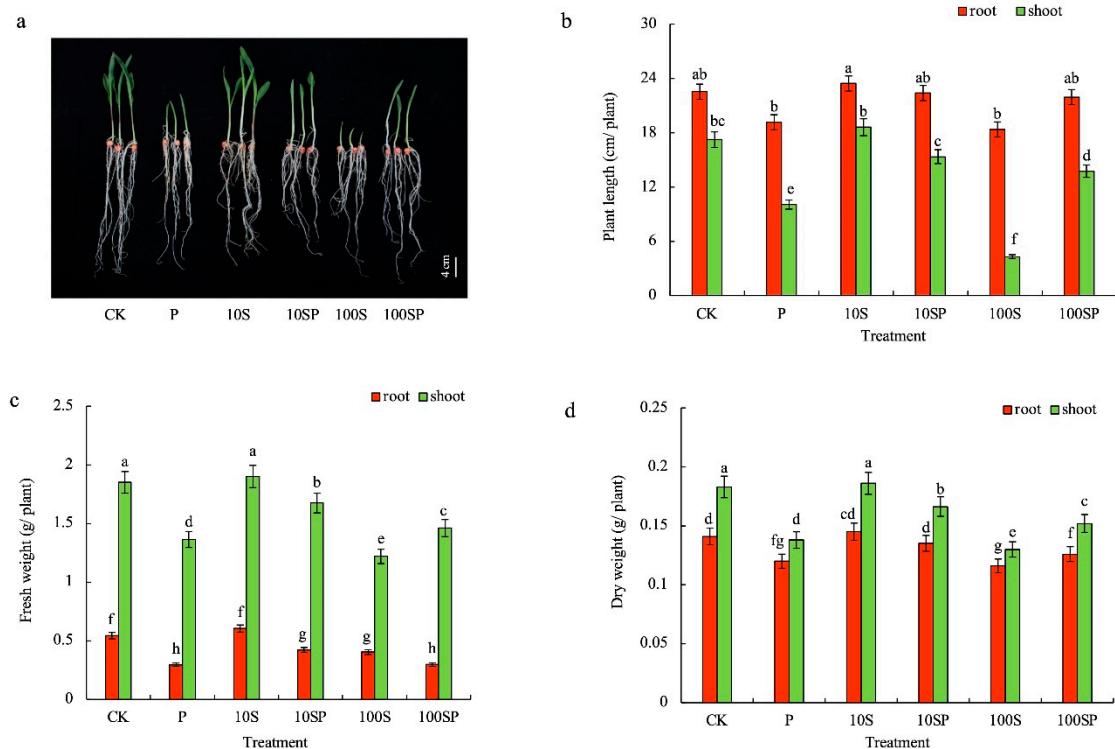 a
4 cm
CK P 10S 10SP 100S 100SP
b
root shoot
Plant length (cm/ plant)
30
24
18
12
6
0
ab bc b e a b ab c b f ab d
CK P 10S 10SP 100S 100SP
Treatment
c
root shoot
Fresh weight (g/ plant)
2.5
2
1.5
1
0.5
0
f a h d f a g b g e h c
CK P 10S 10SP 100S 100SP
Treatment
d
root shoot
Dry weight (g/ plant)
0.25
0.2
0.15
0.1
0.05
0
d a fg d cd a d b g e f c
CK P 10S 10SP 100S 100SP
Treatment